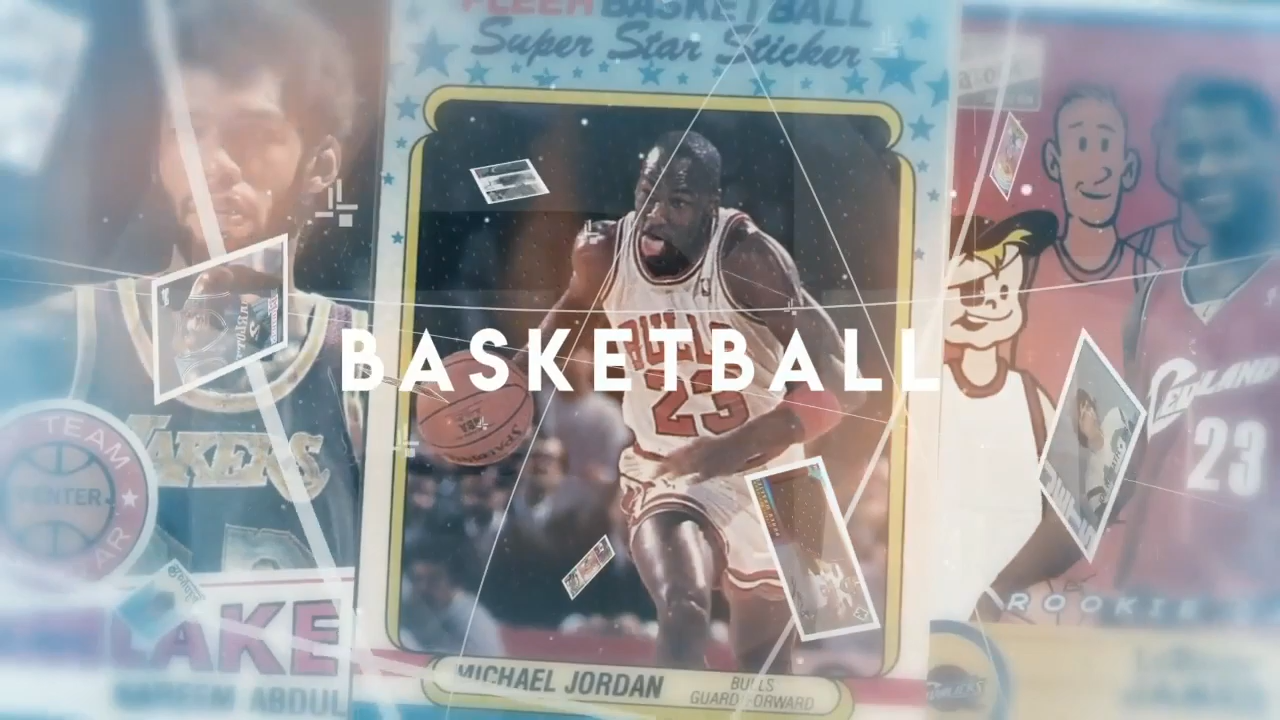 FLEER BASKETBALL
Super Star Sticker
BASKETBALL
BULLS
23
LAKERS
TEAM
CENTER
STAR
LAKE
KAREEM ABDUL
MICHAEL JORDAN
BULLS
GUARD/FORWARD
23
ROOKIE